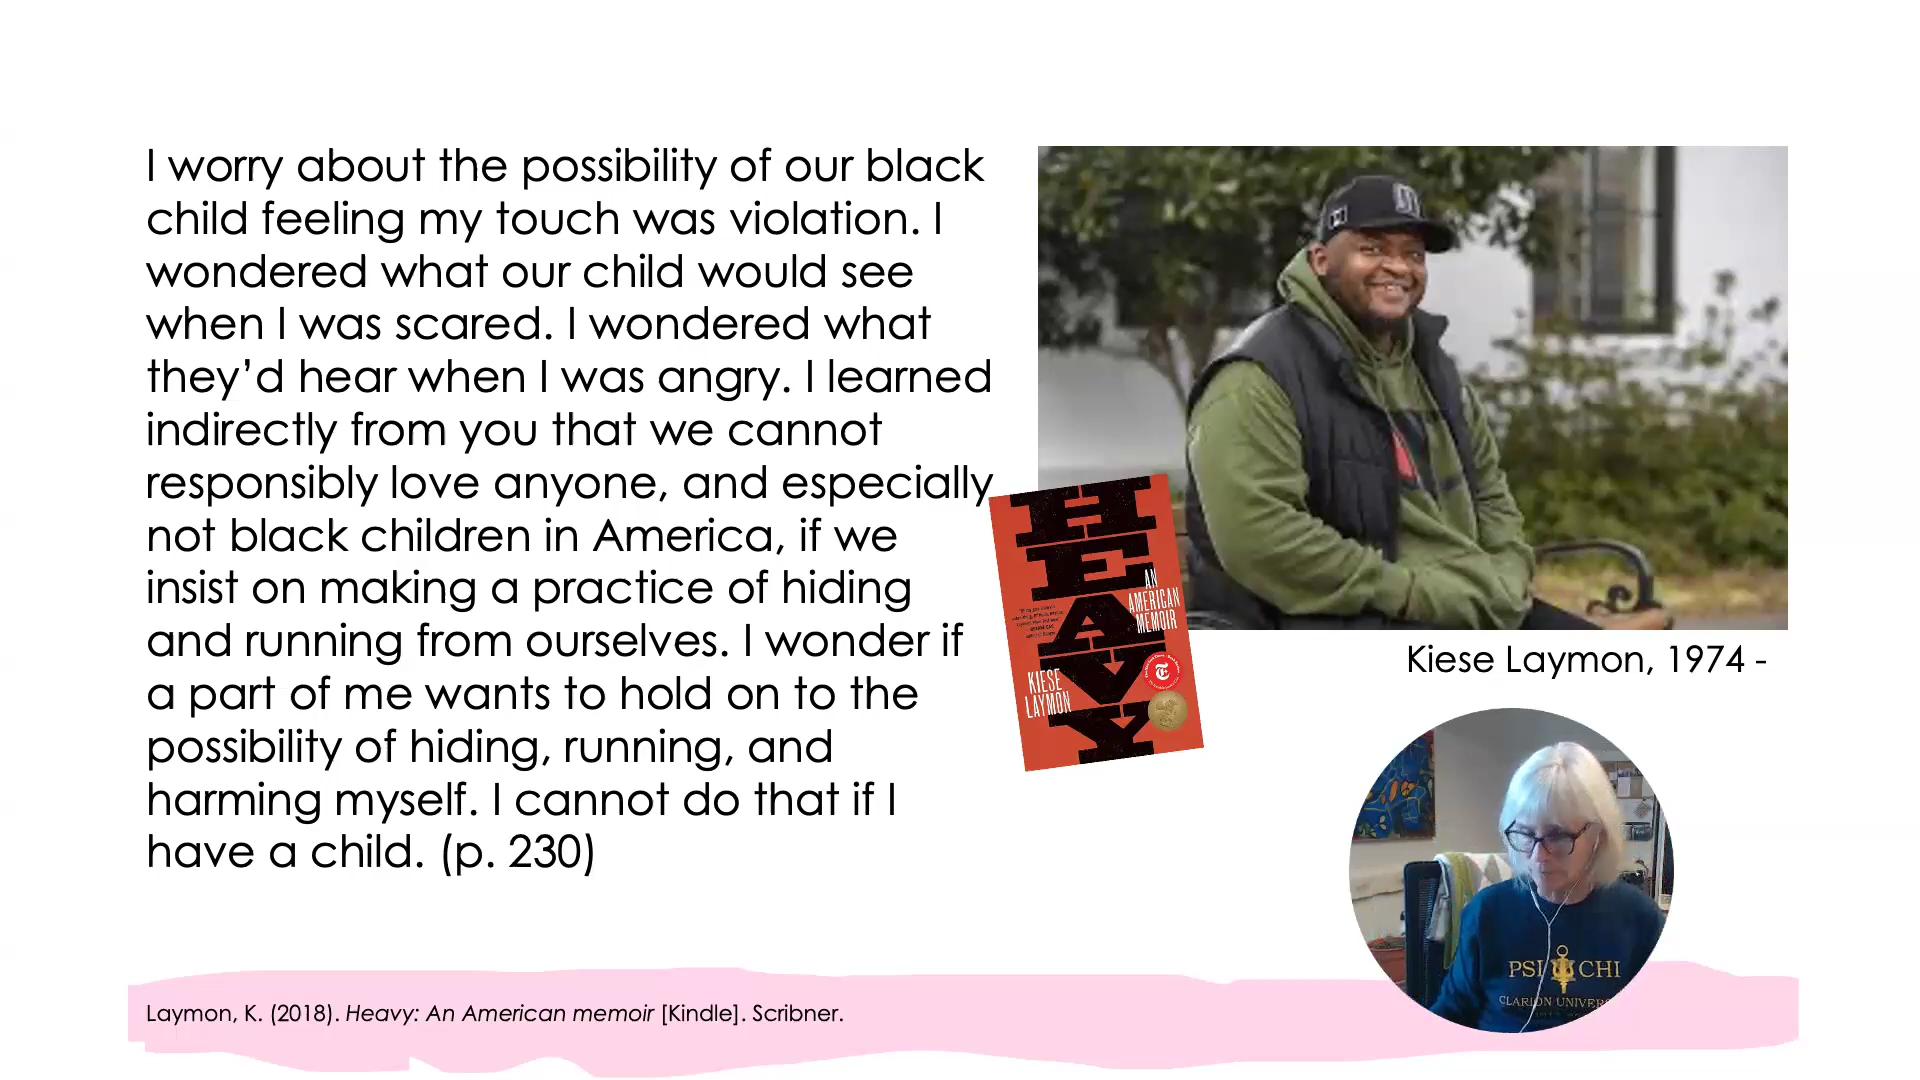 I worry about the possibility of our black
child feeling my touch was violation. I
wondered what our child would see
when I was scared. I wondered what
they’d hear when I was angry. I learned
indirectly from you that we cannot
responsibly love anyone, and especially
not black children in America, if we
insist on making a practice of hiding
and running from ourselves. I wonder if
a part of me wants to hold on to the
possibility of hiding, running, and
harming myself. I cannot do that if I
have a child. (p. 230)
HEAVY
AN
AMERICAN
MEMOIR
KIESE
LAYMON
Kiese Laymon, 1974 -
PSI CHI
CLARION UNIVERS
Laymon, K. (2018). Heavy: An American memoir [Kindle]. Scribner.